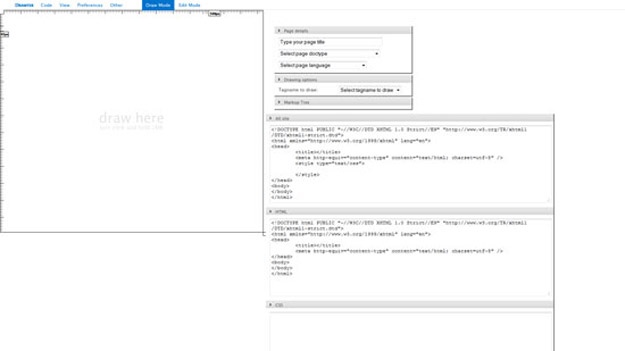 Code View Preferences Other Draw Mode Edit Mode
draw here
Page details
Type your page title
Select page doctype
Select page language
Drawing options
Tagname to draw: Select tagname to draw
Markup Tree
<!DOCTYPE html PUBLIC "-//W3C//DTD XHTML 1.0 Strict//EN" "http://www.w3.org/TR/xhtml1
/DTD/xhtml1-strict.dtd">
<html xmlns="http://www.w3.org/1999/xhtml" lang="en">
<head>
<title></title>
<meta http-equiv="content-type" content="text/html; charset=utf-8" />
<style type="text/css">
</style>
</head>
<body>
</body>
</html>
HTML
<!DOCTYPE html PUBLIC "-//W3C//DTD XHTML 1.0 Strict//EN" "http://www.w3.org/TR/xhtml1
/DTD/xhtml1-strict.dtd">
<html xmlns="http://www.w3.org/1999/xhtml" lang="en">
<head>
<title></title>
<meta http-equiv="content-type" content="text/html; charset=utf-8" />
</head>
<body>
</body>
</html>
CSS